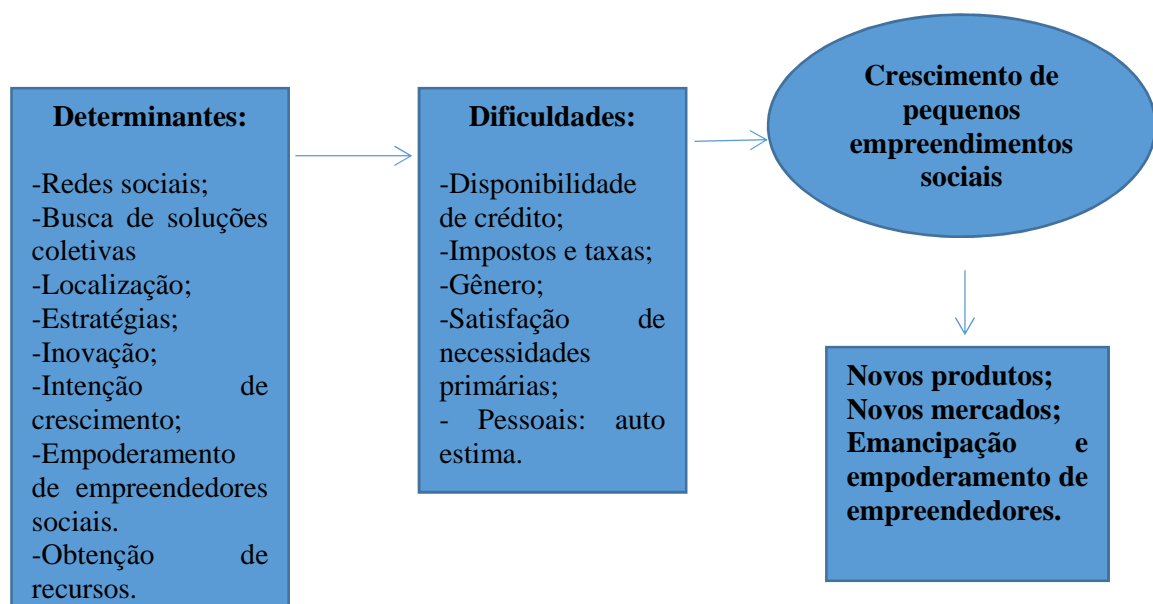 Determinantes:
-Redes sociais;
-Busca de soluções
coletivas
-Localização;
-Estratégias;
-Inovação;
-Intenção de
crescimento;
-Empoderamento
de empreendedores
sociais.
-Obtenção de
recursos.
Dificuldades:
-Disponibilidade
de crédito;
-Impostos e taxas;
-Gênero;
-Satisfação de
necessidades
primárias;
- Pessoais: auto
estima.
Crescimento de
pequenos
empreendimentos
sociais
Novos produtos;
Novos mercados;
Emancipação e
empoderamento de
empreendedores.